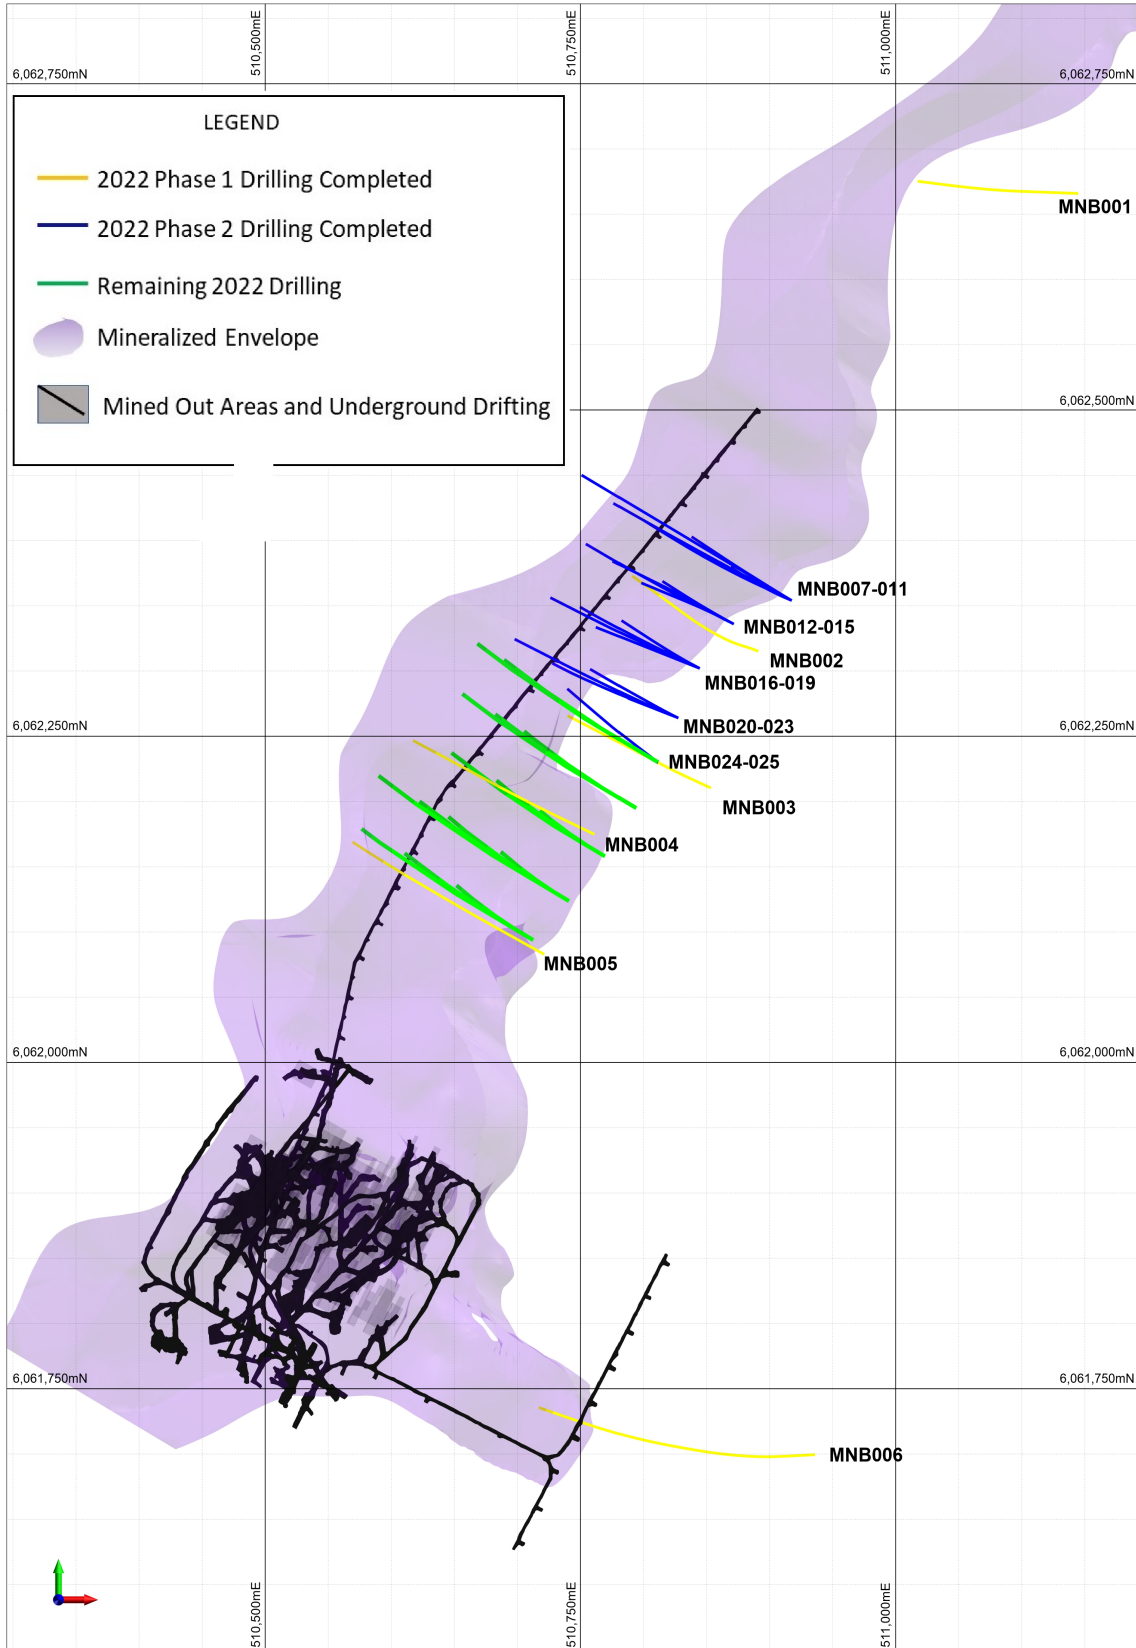 510,500mE
510,750mE
511,000mE
6,062,750mN
6,062,750mN
LEGEND
2022 Phase 1 Drilling Completed
2022 Phase 2 Drilling Completed
Remaining 2022 Drilling
Mineralized Envelope
Mined Out Areas and Underground Drifting
MNB001
6,062,500mN
MNB007-011
MNB012-015
MNB002
MNB016-019
MNB020-023
6,062,250mN
6,062,250mN
MNB024-025
MNB003
MNB004
MNB005
6,062,000mN
6,062,000mN
6,061,750mN
MNB006
510,500mE
510,750mE
511,000mE